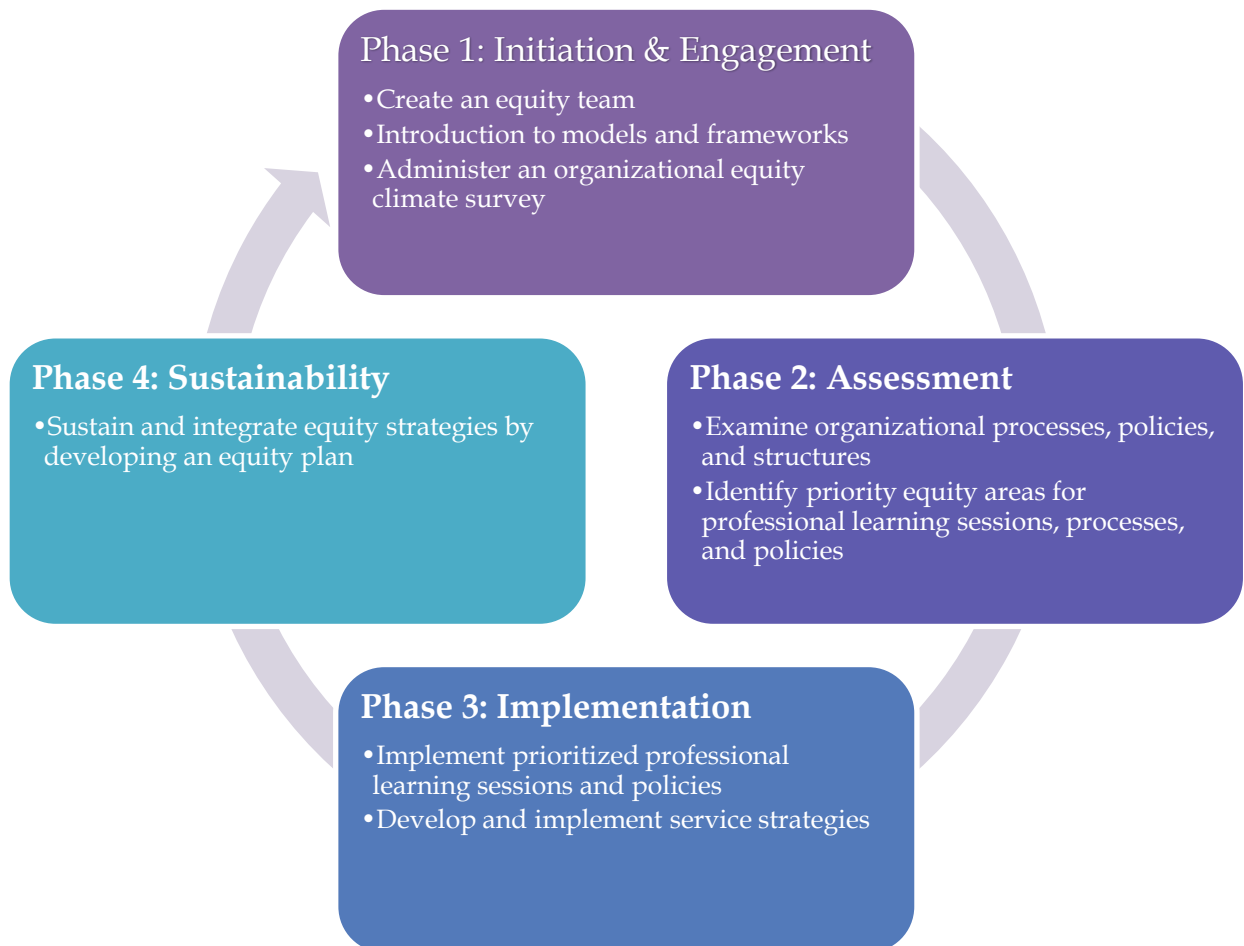 Phase 1: Initiation & Engagement
•Create an equity team
•Introduction to models and frameworks
•Administer an organizational equity
climate survey
Phase 2: Assessment
•Examine organizational processes, policies,
and structures
•Identify priority equity areas for
professional learning sessions, processes,
and policies
Phase 3: Implementation
•Implement prioritized professional
learning sessions and policies
•Develop and implement service strategies
Phase 4: Sustainability
•Sustain and integrate equity strategies by
developing an equity plan